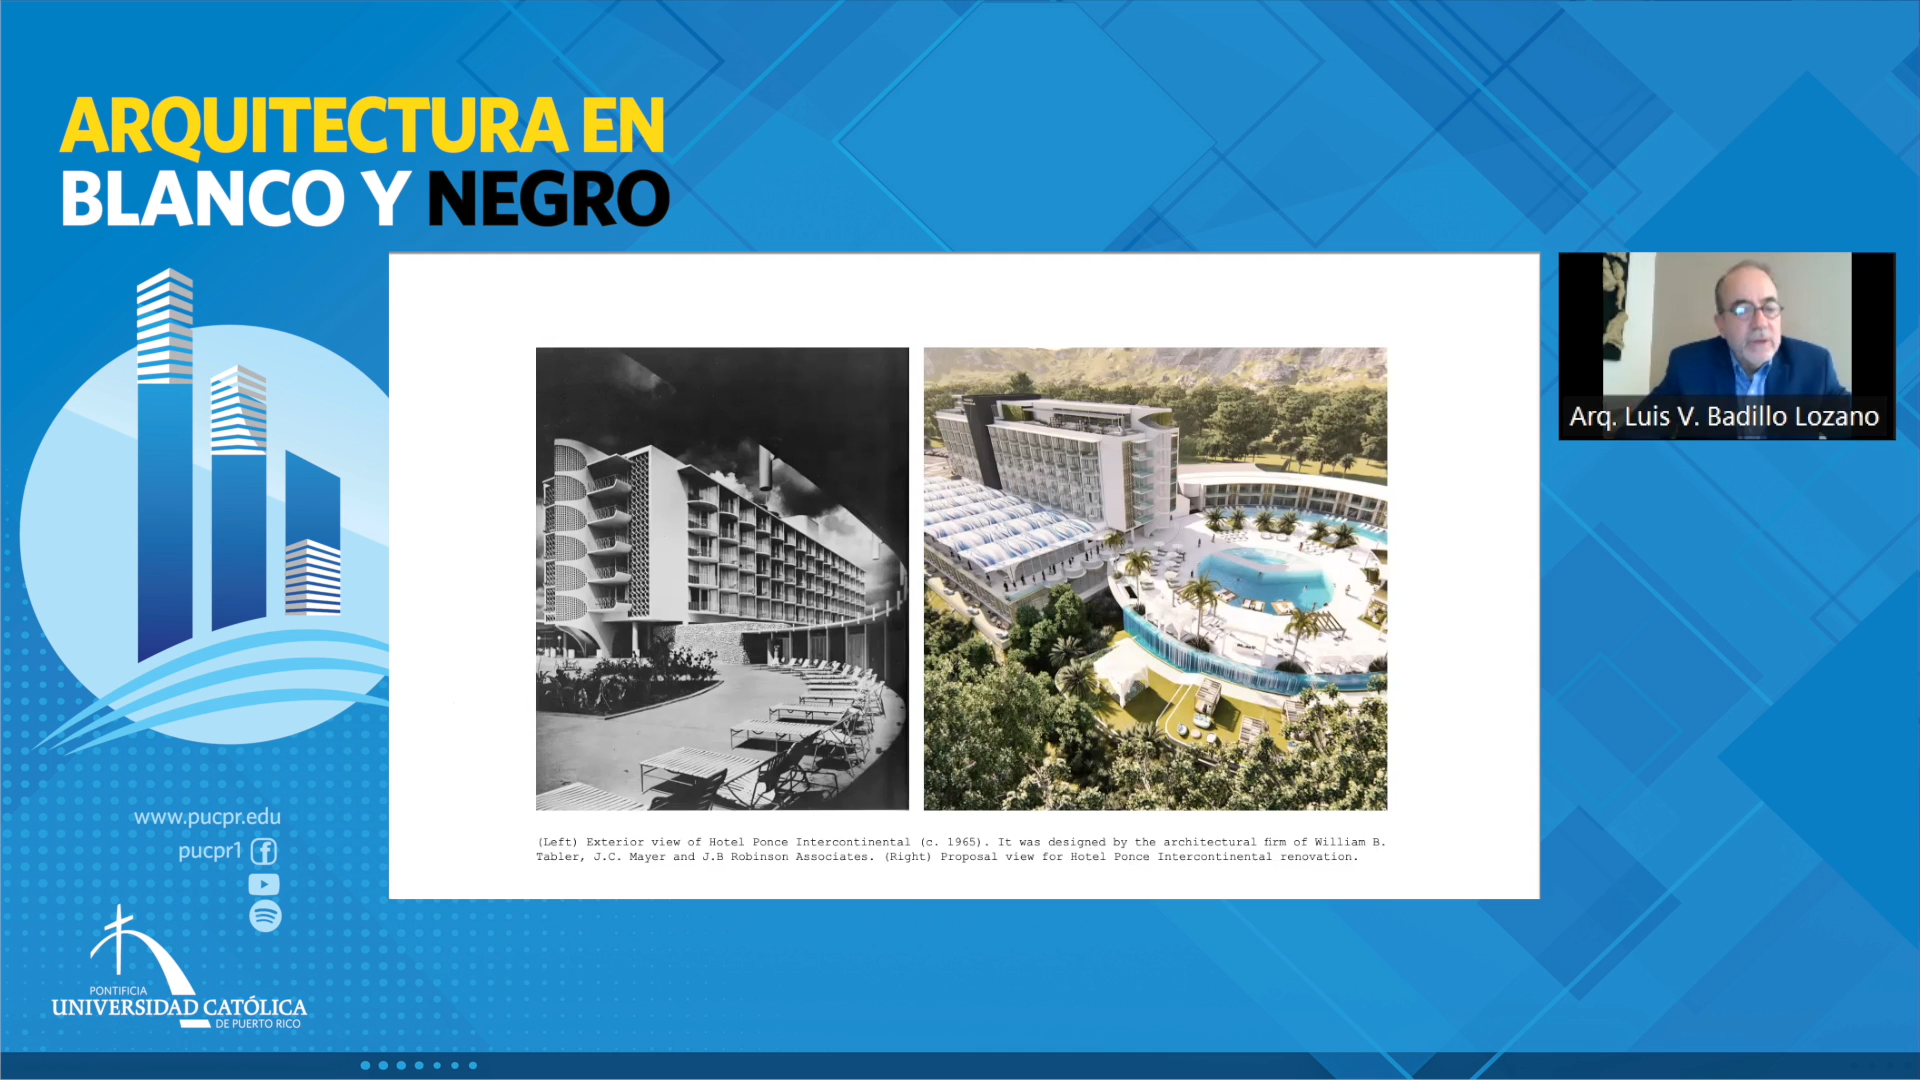 ARQUITECTURA EN
BLANCO Y NEGRO
Arq. Luis V. Badillo Lozano
(Left) Exterior view of Hotel Ponce Intercontinental (c. 1965). It was designed by the architectural firm of William B.
Tabler, J.C. Mayer and J.B Robinson Associates. (Right) Proposal view for Hotel Ponce Intercontinental renovation.
www.pucpr.edu
pucpr1
PONTIFICIA
UNIVERSIDAD CATÓLICA
DE PUERTO RICO